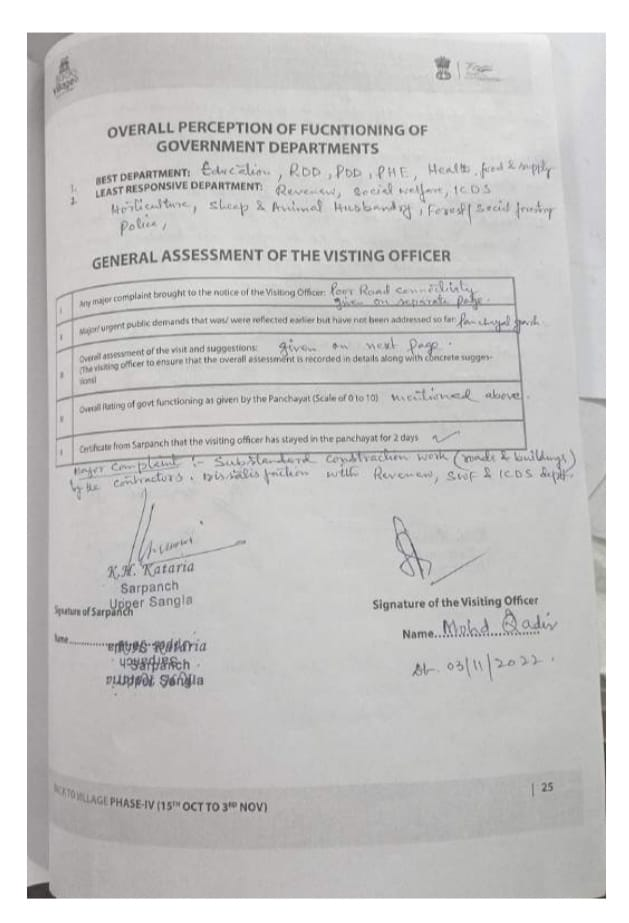 village
OVERALL PERCEPTION OF FUCNTIONING OF
GOVERNMENT DEPARTMENTS
1. BEST DEPARTMENT: Education, RDD, PDD, PHE, Health, food & supply
2. LEAST RESPONSIVE DEPARTMENT: Revenew, Social welfare, ICDS
Horticulture, Sheep & Animal Husbandry, Forest/Social forestry
Police,
GENERAL ASSESSMENT OF THE VISTING OFFICER
Any major complaint brought to the notice of the Visiting Officer: Poor Road connectivity
given on separate page.
Major/ urgent public demands that was/ were reflected earlier but have not been addressed so far: Panchayat
Overall assessment of the visit and suggestions: given on next page.
(The visiting officer to ensure that the overall assessment is recorded in details along with concrete sugges-
tions)
Overall Rating of govt functioning as given by the Panchayat (Scale of 0 to 10) mentioned above.
Certificate from Sarpanch that the visiting officer has stayed in the panchayat for 2 days ✓
Major Complaint :- Substandard construction work (roads & buildings)
by the contractors. Dissatisfaction with Revenew, SWF & ICDS deptt.
K.H. Kataria
Sarpanch
Upper Sangla
Signature of Sarpanch
Signature of the Visiting Officer
Name..
Name..Mohd Qadir
Sarpanch
Sangla
Dt. 03/11/2022.
BACK TO VILLAGE PHASE-IV (15TH OCT TO 3RD NOV)
| 25